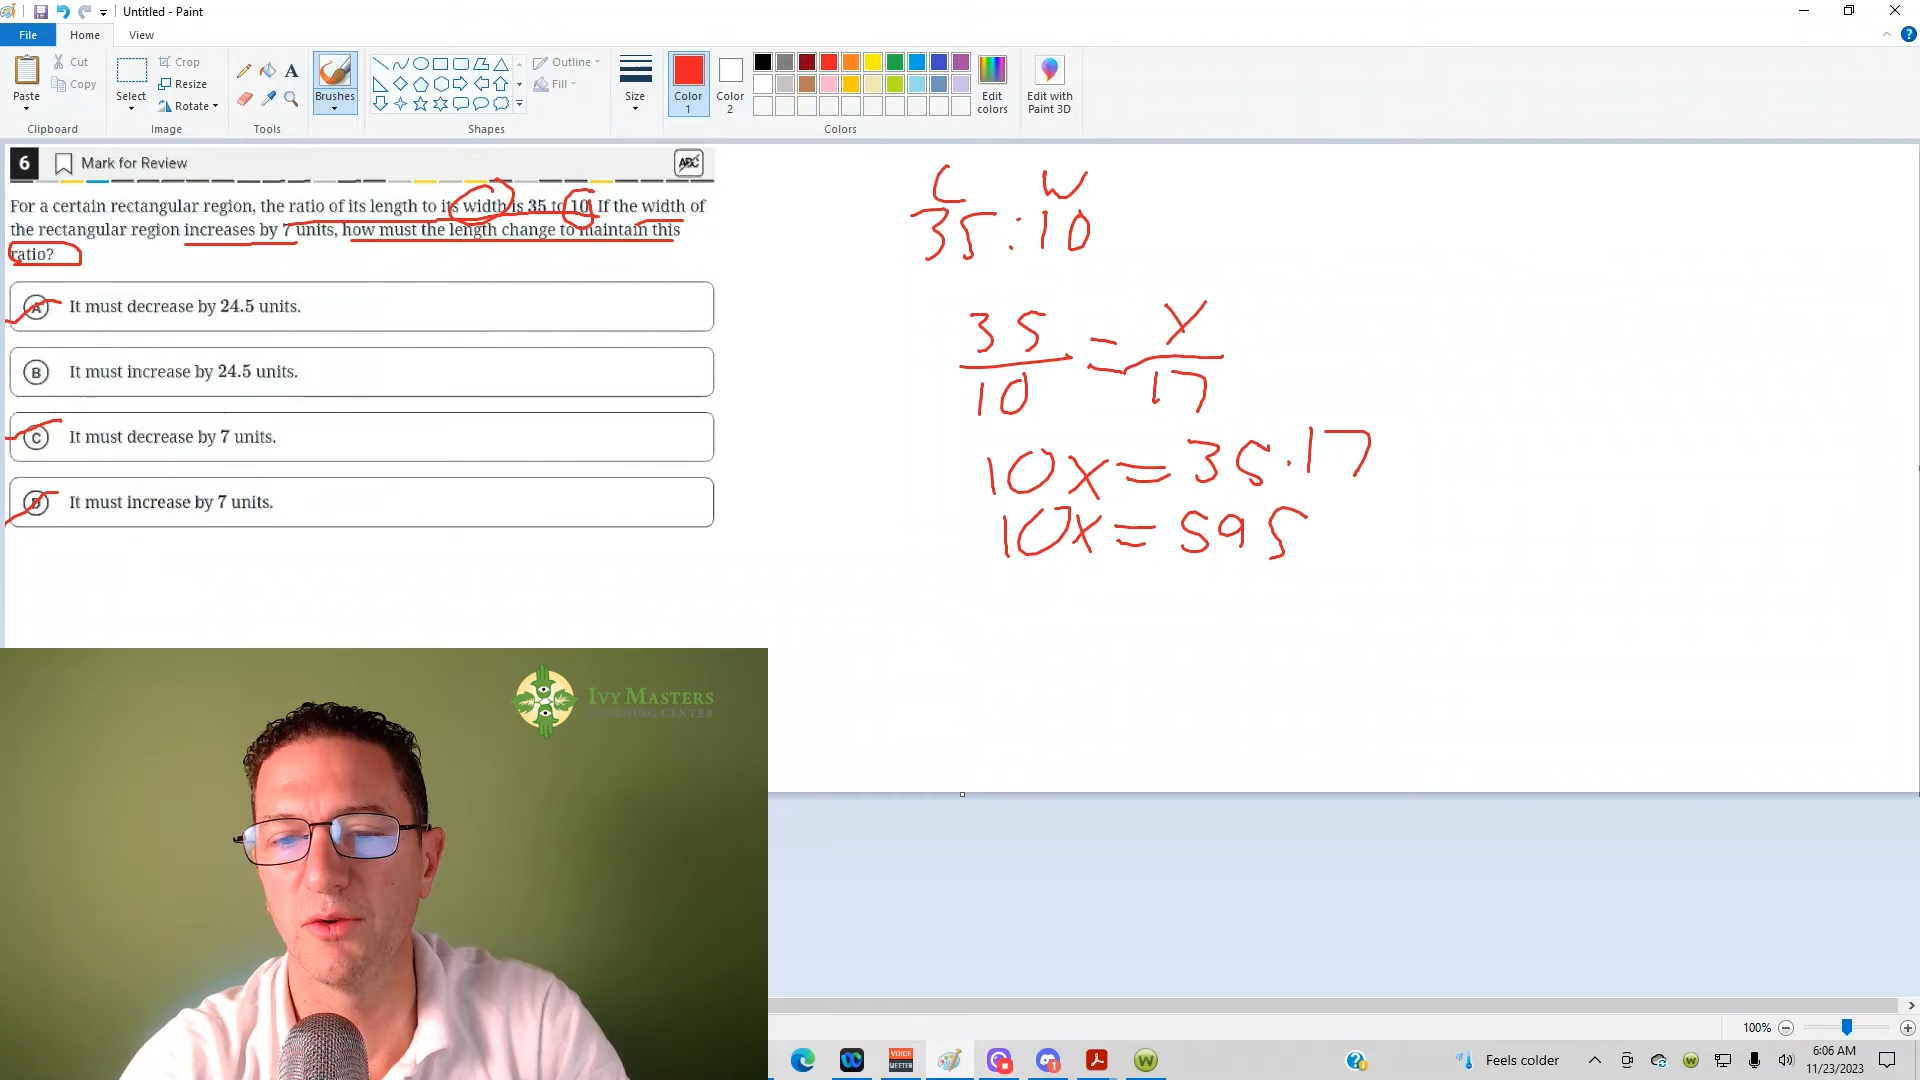 Untitled - Paint
File Home View
Cut
Crop
Outline
Copy
Resize
Fill
Paste
Select
Rotate
Brushes
Size
Color 1
Color 2
Edit colors
Edit with Paint 3D
Clipboard
Image
Tools
Shapes
Colors
6 Mark for Review ABC
For a certain rectangular region, the ratio of its length to its width is 35 to 10. If the width of
the rectangular region increases by 7 units, how must the length change to maintain this
ratio?
A It must decrease by 24.5 units.
B It must increase by 24.5 units.
C It must decrease by 7 units.
D It must increase by 7 units.
L W
35:10
35/10 = X/17
10x=35.17
10x=595
IVY MASTERS
LEARNING CENTER
100%
VOICE MEETER
Feels colder
6:06 AM
11/23/2023